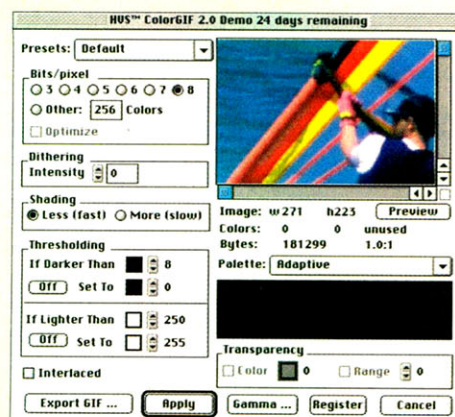 HVS™ ColorGIF 2.0 Demo 24 days remaining
Presets: Default
Bits/pixel
3 4 5 6 7 8
Other: 256 Colors
Optimize
Dithering
Intensity 0
Shading
Less (fast) More (slow)
Thresholding
If Darker Than 8
Off Set To 0
If Lighter Than 250
Off Set To 255
Interlaced
Image: w271 h223 Preview
Colors: 0 0 unused
Bytes: 181299 1.0:1
Palette: Adaptive
Transparency
Color 0 Range 0
Export GIF ... Apply Gamma ... Register Cancel